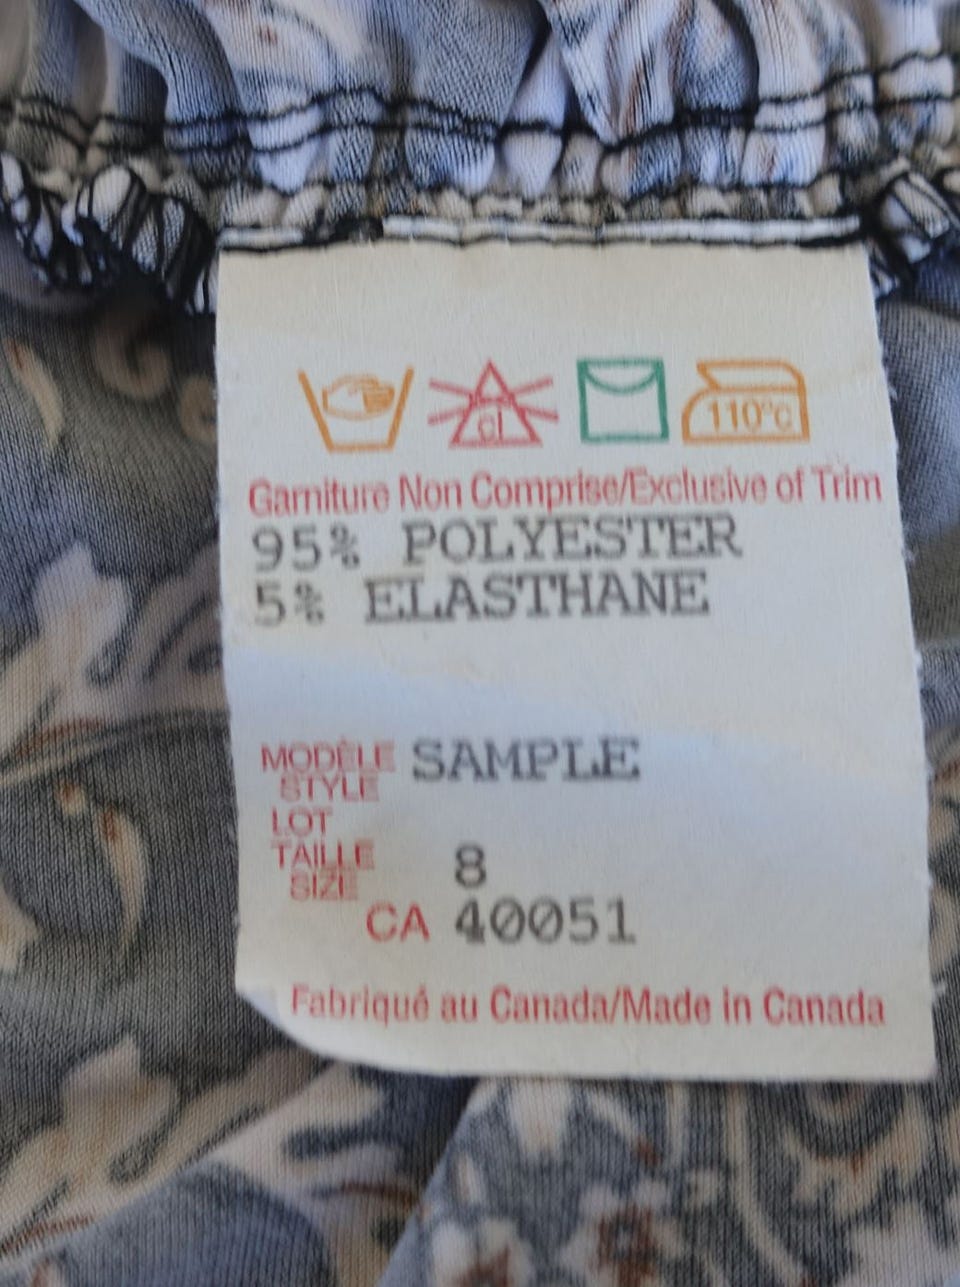 cl
110°C
Garniture Non Comprise/Exclusive of Trim
95% POLYESTER
5% ELASTHANE
MODÈLE SAMPLE
STYLE
LOT
TAILLE 8
SIZE
CA 40051
Fabriqué au Canada/Made in Canada